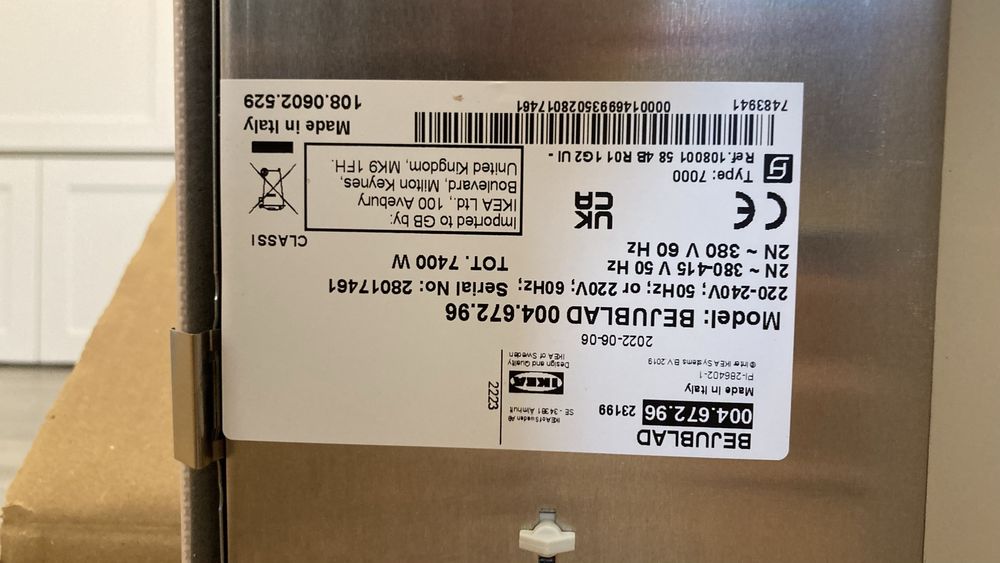 BEJUBLAD
004.672.96 23199
Made in Italy
PI-286402-1
© Inter IKEA Systems B.V. 2019
IKEA of Sweden AB
SE - 343 81 Älmhult
IKEA
Design and Quality
IKEA of Sweden
2223
2022-06-06
Model: BEJUBLAD 004.672.96
220-240V; 50Hz; or 220V; 60Hz; Serial No: 28017461
2N ~ 380-415 V 50 Hz
2N ~ 380 V 60 Hz
TOT. 7400 W
CLASS I
CE
UK
CA
Imported to GB by:
IKEA Ltd., 100 Avebury
Boulevard, Milton Keynes,
United Kingdom, MK9 1FH.
Type: 7000
Ref.108001 58 4B R01 1G2 UI -
Made in Italy
108.0602.529
7483941 00001469935028017461